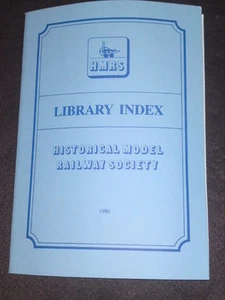 HMRS
LIBRARY INDEX
HISTORICAL MODEL
RAILWAY SOCIETY
1986